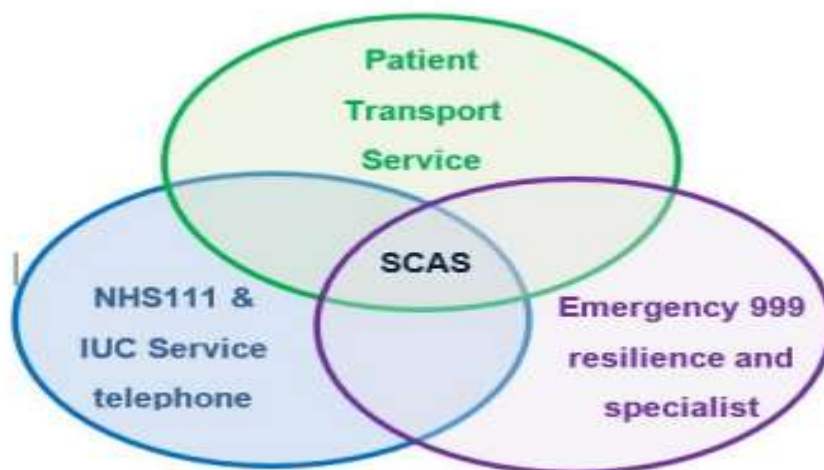 Patient
Transport
Service
SCAS
NHS111 &
IUC Service
telephone
Emergency 999
resilience and
specialist